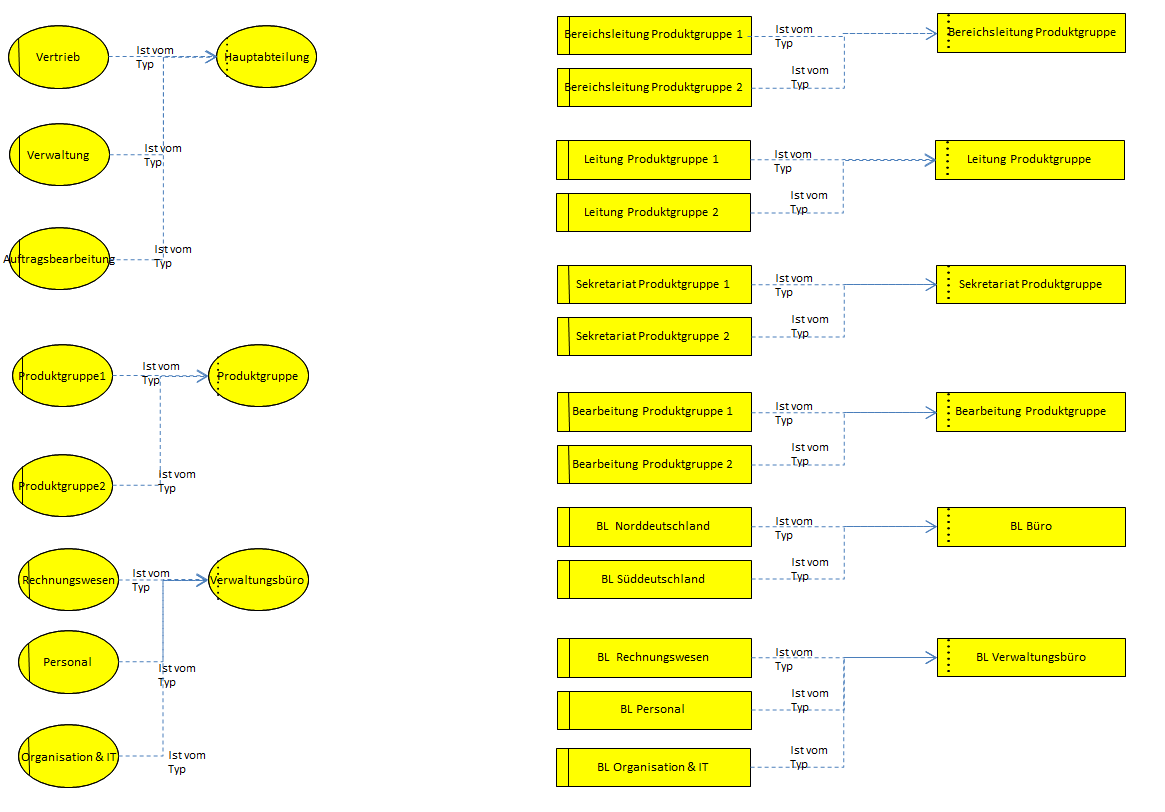 Vertrieb
Ist vom
Typ
Hauptabteilung
Verwaltung
Ist vom
Typ
Auftragsbearbeitung
Ist vom
Typ
Produktgruppe1
Ist vom
Typ
Produktgruppe
Produktgruppe2
Ist vom
Typ
Rechnungswesen
Ist vom
Typ
Verwaltungsbüro
Personal
Ist vom
Typ
Organisation & IT
Ist vom
Typ
Bereichsleitung Produktgruppe 1
Ist vom
Typ
Bereichsleitung Produktgruppe
Bereichsleitung Produktgruppe 2
Ist vom
Typ
Leitung Produktgruppe 1
Ist vom
Typ
Leitung Produktgruppe
Leitung Produktgruppe 2
Ist vom
Typ
Sekretariat Produktgruppe 1
Ist vom
Typ
Sekretariat Produktgruppe
Sekretariat Produktgruppe 2
Ist vom
Typ
Bearbeitung Produktgruppe 1
Ist vom
Typ
Bearbeitung Produktgruppe
Bearbeitung Produktgruppe 2
Ist vom
Typ
BL Norddeutschland
Ist vom
Typ
BL Büro
BL Süddeutschland
Ist vom
Typ
BL Rechnungswesen
Ist vom
Typ
BL Verwaltungsbüro
BL Personal
Ist vom
Typ
BL Organisation & IT
Ist vom
Typ